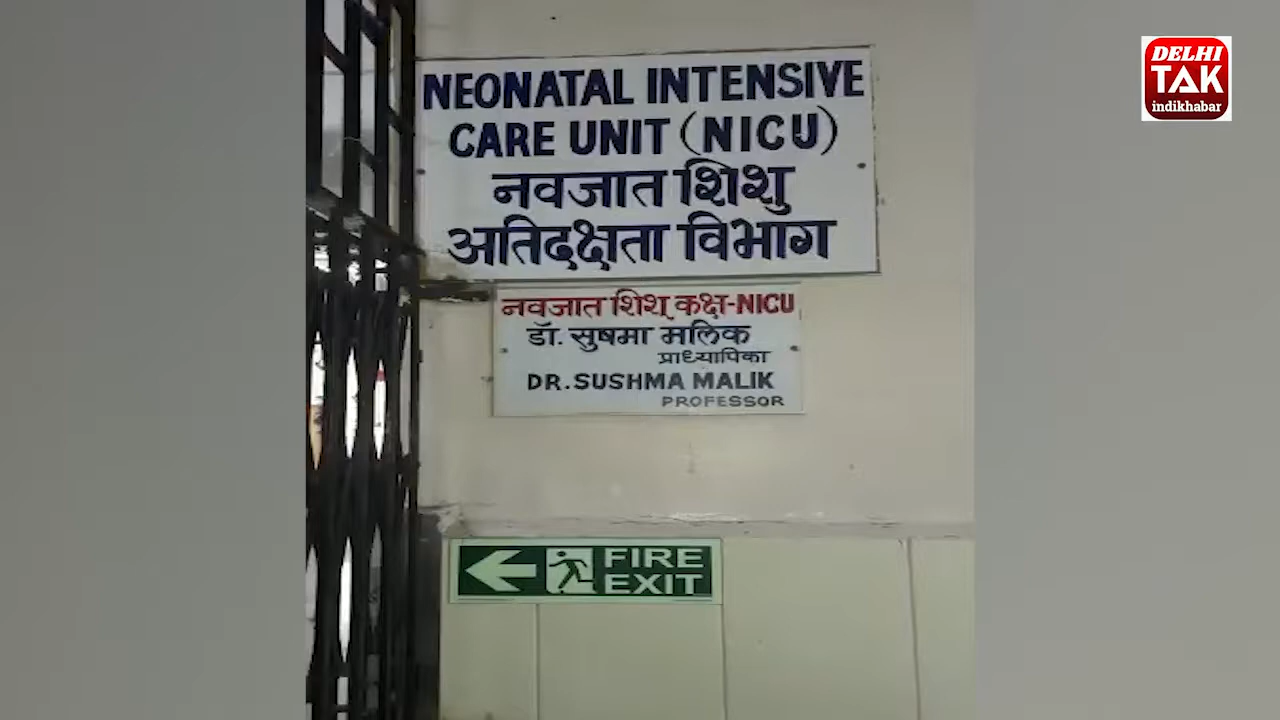 NEONATAL INTENSIVE
CARE UNIT (NICU)
नवजात शिशु
अतिदक्षता विभाग
नवजात शिशु कक्ष-NICU
डॉ. सुषमा मलिक
प्राध्यापिका
DR. SUSHMA MALIK
PROFESSOR
FIRE
EXIT
DELHI
TAK
indikhabar